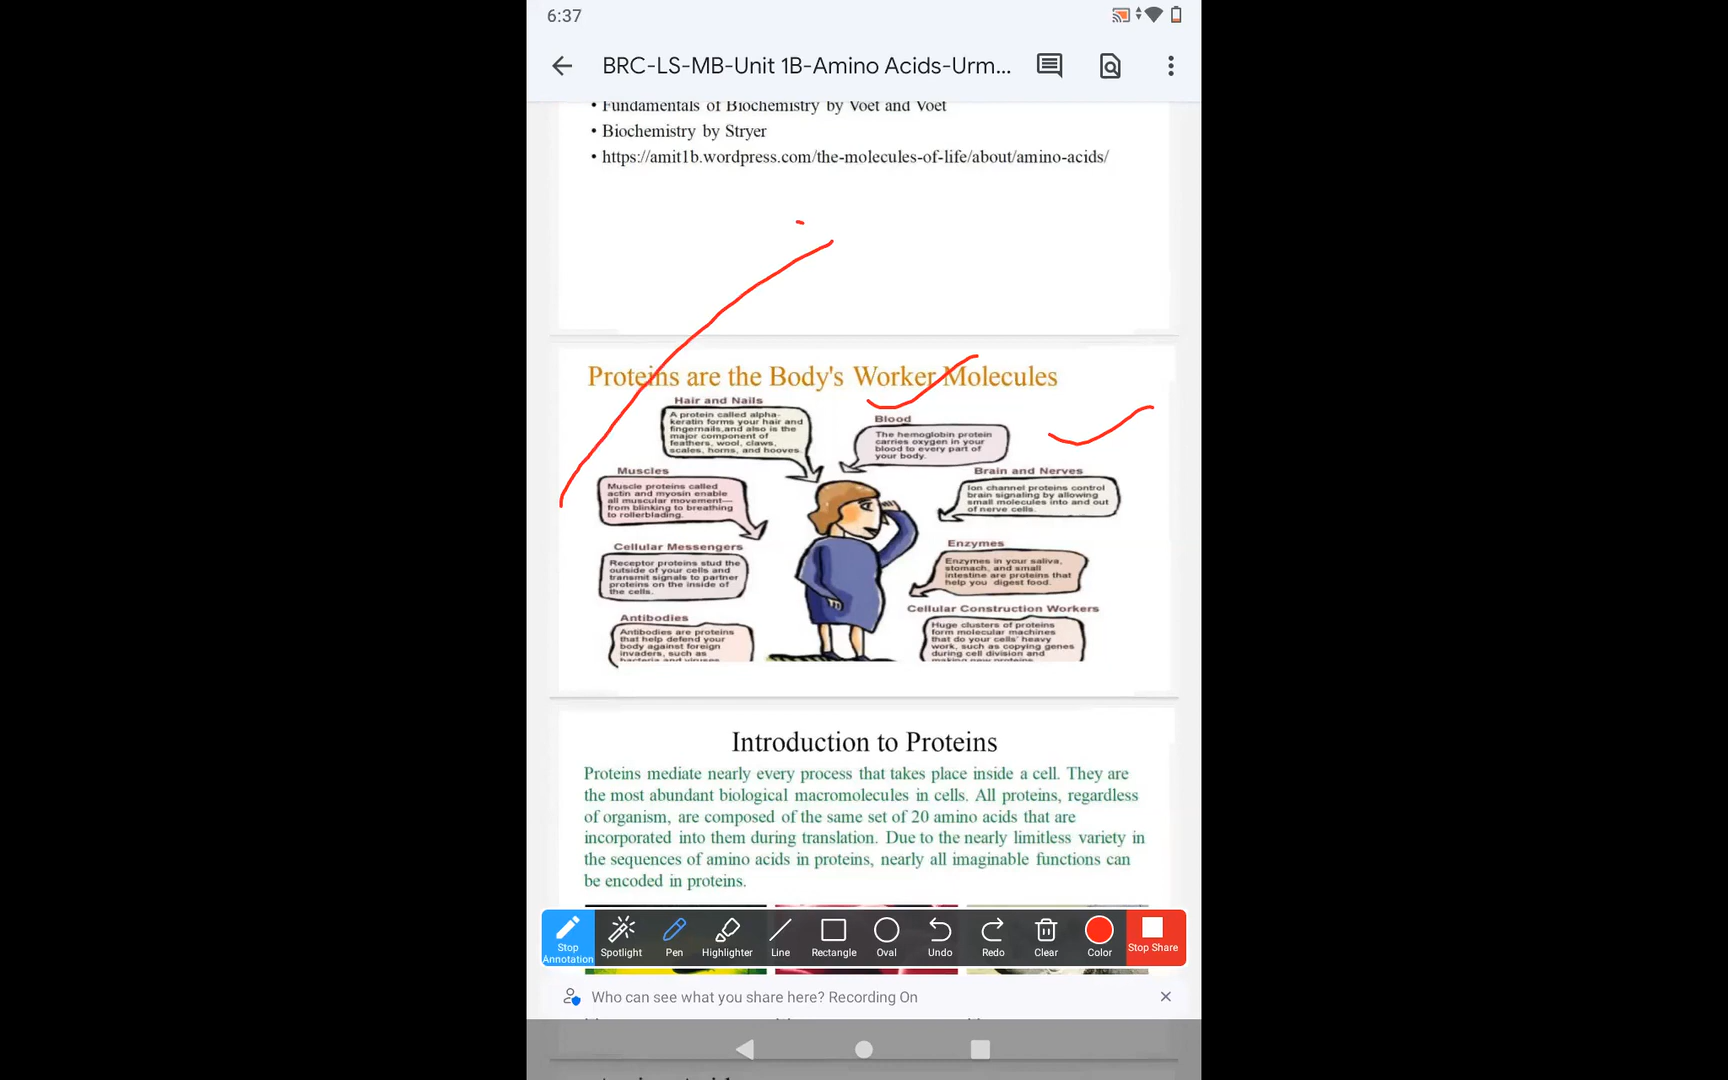 6:37
BRC-LS-MB-Unit 1B-Amino Acids-Urm...
• Fundamentals of Biochemistry by Voet and Voet
• Biochemistry by Stryer
• https://amit1b.wordpress.com/the-molecules-of-life/about/amino-acids/
Proteins are the Body's Worker Molecules
Hair and Nails
A protein called alpha-
keratin forms your hair and
fingernails,and also is the
major component of
feathers, wool, claws,
scales, horns, and hooves.
Blood
The hemoglobin protein
carries oxygen in your
blood to every part of
your body.
Muscles
Muscle proteins called
actin and myosin enable
all muscular movement—
from blinking to breathing
to rollerblading.
Brain and Nerves
Ion channel proteins control
brain signaling by allowing
small molecules into and out
of nerve cells.
Cellular Messengers
Receptor proteins stud the
outside of your cells and
transmit signals to partner
proteins on the inside of
the cells.
Enzymes
Enzymes in your saliva,
stomach, and small
intestine are proteins that
help you digest food.
Antibodies
Antibodies are proteins
that help defend your
body against foreign
invaders, such as
bacteria and viruses
Cellular Construction Workers
Huge clusters of proteins
form molecular machines
that do your cells' heavy
work, such as copying genes
during cell division and
making new proteins
Introduction to Proteins
Proteins mediate nearly every process that takes place inside a cell. They are
the most abundant biological macromolecules in cells. All proteins, regardless
of organism, are composed of the same set of 20 amino acids that are
incorporated into them during translation. Due to the nearly limitless variety in
the sequences of amino acids in proteins, nearly all imaginable functions can
be encoded in proteins.
Stop Annotation
Spotlight
Pen
Highlighter
Line
Rectangle
Oval
Undo
Redo
Clear
Color
Stop Share
Who can see what you share here? Recording On